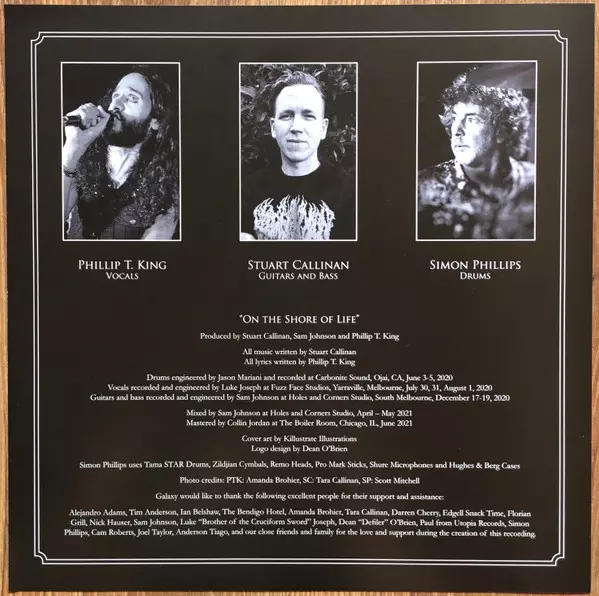 PHILLIP T. KING
VOCALS
STUART CALLINAN
GUITARS AND BASS
SIMON PHILLIPS
DRUMS
"ON THE SHORE OF LIFE"
Produced by Stuart Callinan, Sam Johnson and Phillip T. King
All music written by Stuart Callinan
All lyrics written by Phillip T. King
Drums engineered by Jason Mariani and recorded at Carbonite Sound, Ojai, CA, June 3-5, 2020
Vocals recorded and engineered by Luke Joseph at Fuzz Face Studios, Yarraville, Melbourne, July 30, 31, August 1, 2020
Guitars and bass recorded and engineered by Sam Johnson at Holes and Corners Studio, South Melbourne, December 17-19, 2020
Mixed by Sam Johnson at Holes and Corners Studio, April – May 2021
Mastered by Collin Jordan at The Boiler Room, Chicago, IL, June 2021
Cover art by Killustrate Illustrations
Logo design by Dean O'Brien
Simon Phillips uses Tama STAR Drums, Zildjian Cymbals, Remo Heads, Pro Mark Sticks, Shure Microphones and Hughes & Berg Cases
Photo credits: PTK: Amanda Brohier, SC: Tara Callinan, SP: Scott Mitchell
Galaxy would like to thank the following excellent people for their support and assistance:
Alejandro Adams, Tim Anderson, Ian Belshaw, The Bendigo Hotel, Amanda Brohier, Tara Callinan, Darren Cherry, Edgell Snack Time, Florian
Grill, Nick Hauser, Sam Johnson, Luke "Brother of the Cruciform Sword" Joseph, Dean "Defiler" O'Brien, Paul from Utopia Records, Simon
Phillips, Cam Roberts, Joel Taylor, Anderson Tiago, and our close friends and family for the love and support during the creation of this recording.